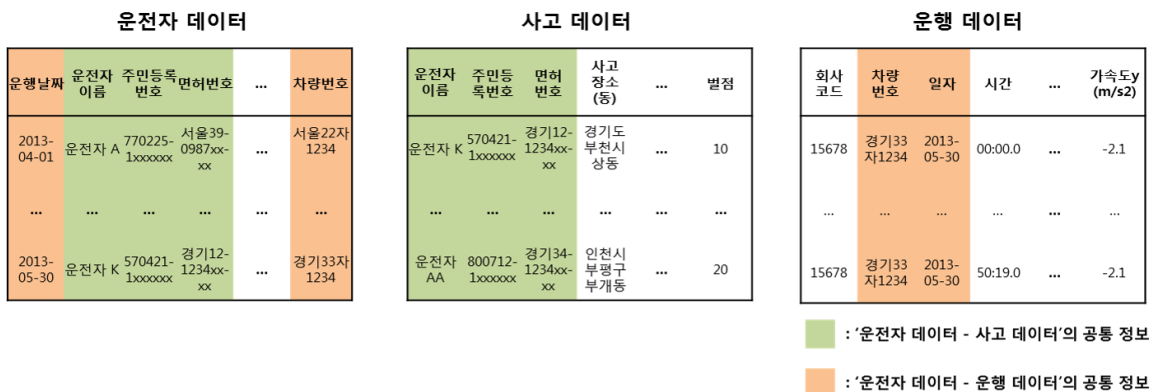 운전자 데이터
운행날짜 운전자 이름 주민등록 번호 면허번호 ... 차량번호
2013-04-01 운전자 A 770225-1xxxxxx 서울39-0987xx-xx ... 서울22자 1234
... ... ... ... ... ...
2013-05-30 운전자 K 570421-1xxxxxx 경기12-1234xx-xx ... 경기33자 1234
사고 데이터
운전자 이름 주민등록번호 면허 번호 사고 장소 (동) ... 벌점
운전자 K 570421-1xxxxxx 경기12-1234xx-xx 경기도 부천시 상동 ... 10
... ... ... ... ... ...
운전자 AA 800712-1xxxxxx 경기34-1234xx-xx 인천시 부평구 부개동 ... 20
운행 데이터
회사 코드 차량 번호 일자 시간 ... 가속도y (m/s2)
15678 경기33자1234 2013-05-30 00:00.0 ... -2.1
... ... ... ... ... ...
15678 경기33자1234 2013-05-30 50:19.0 ... -2.1
: '운전자 데이터 - 사고 데이터'의 공통 정보
: '운전자 데이터 - 운행 데이터'의 공통 정보